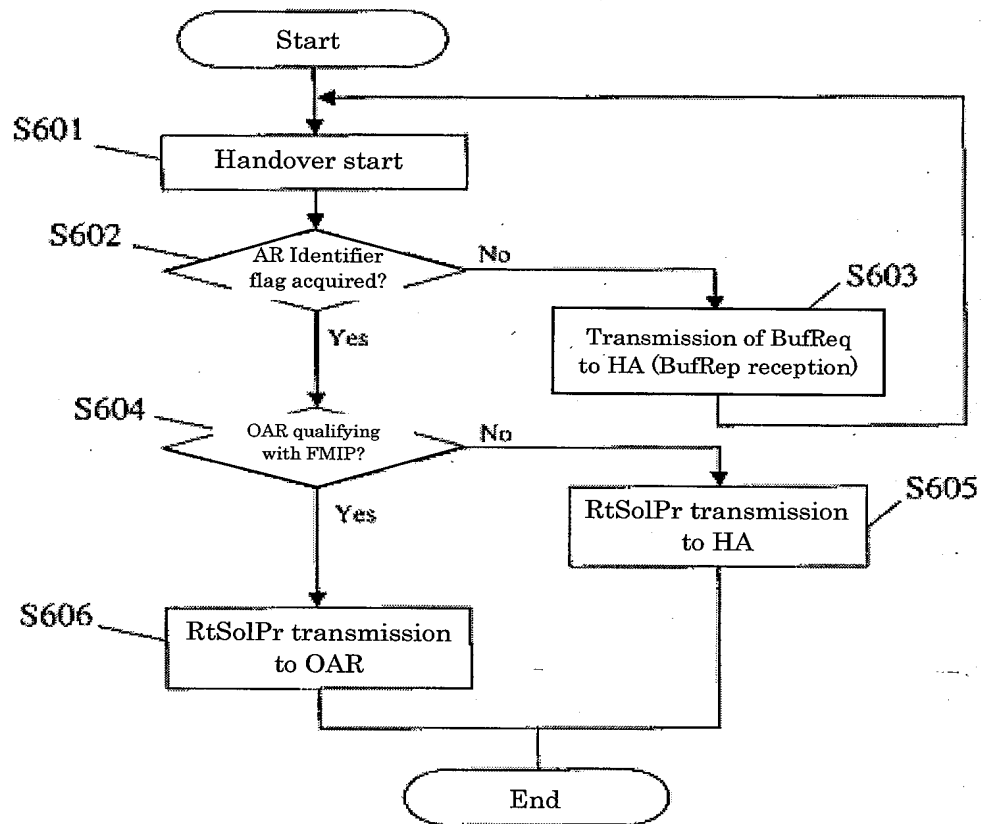 Start
S601
Handover start
S602
AR Identifier
flag acquired?
No
S603
Transmission of BufReq
to HA (BufRep reception)
Yes
S604
OAR qualifying
with FMIP?
No
S605
RtSolPr transmission
to HA
Yes
S606
RtSolPr transmission
to OAR
End